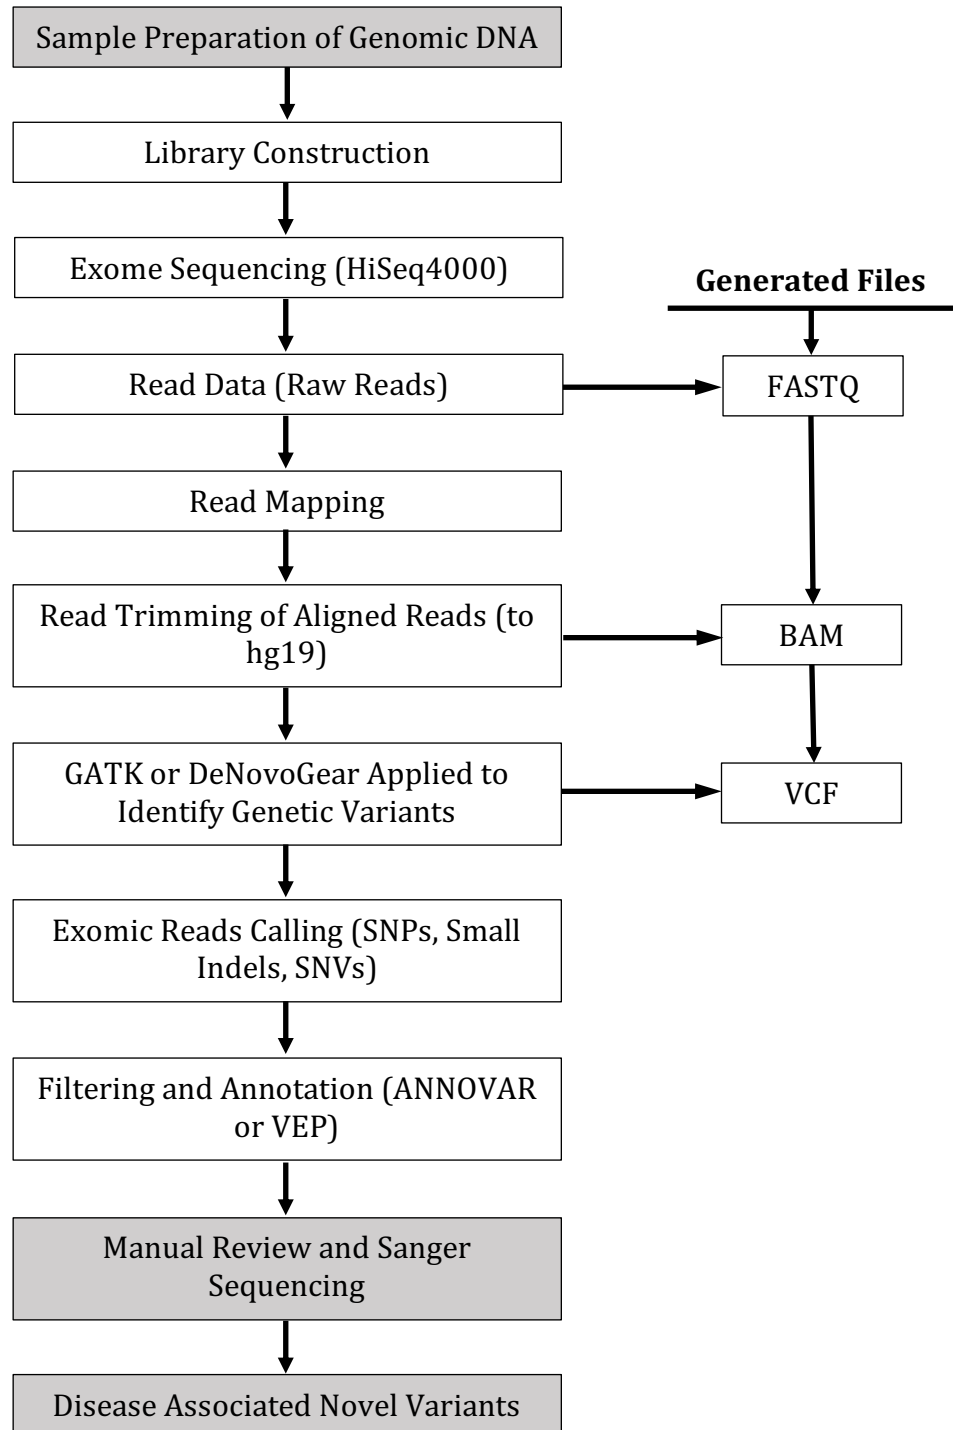 Sample Preparation of Genomic DNA
Library Construction
Exome Sequencing (HiSeq4000)
Generated Files
Read Data (Raw Reads)
FASTQ
Read Mapping
Read Trimming of Aligned Reads (to
hg19)
BAM
GATK or DeNovoGear Applied to
Identify Genetic Variants
VCF
Exomic Reads Calling (SNPs, Small
Indels, SNVs)
Filtering and Annotation (ANNOVAR
or VEP)
Manual Review and Sanger
Sequencing
Disease Associated Novel Variants